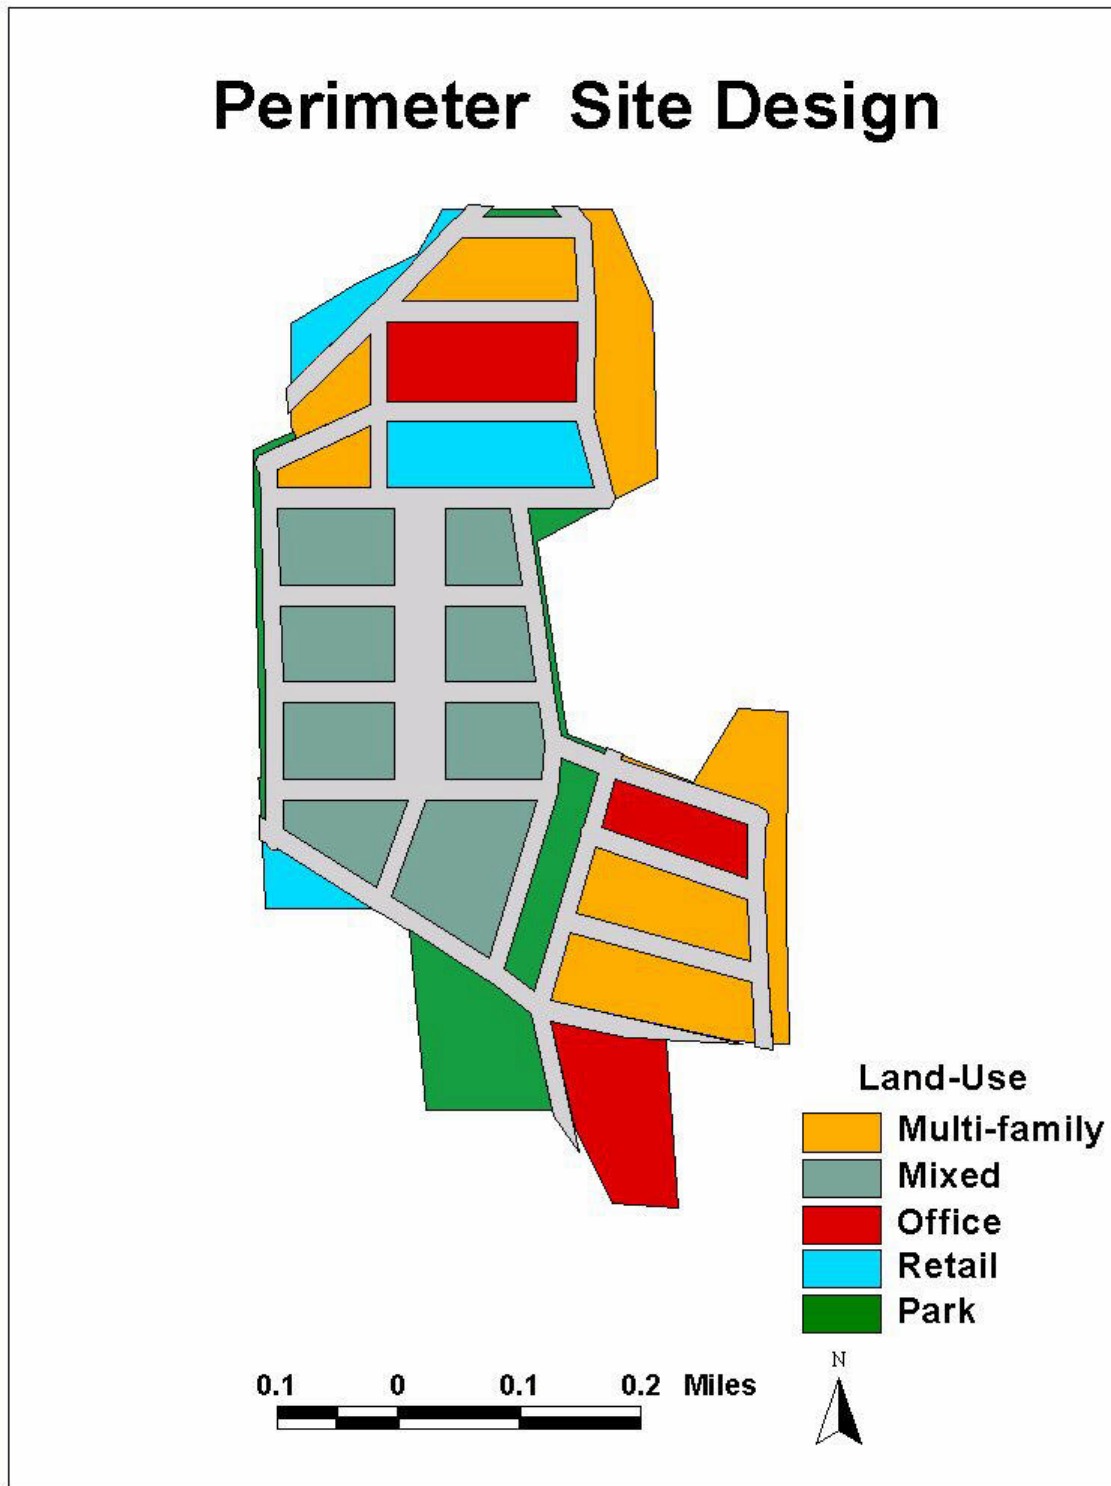 Perimeter Site Design
Land-Use
Multi-family
Mixed
Office
Retail
Park
N
0.1 0 0.1 0.2 Miles